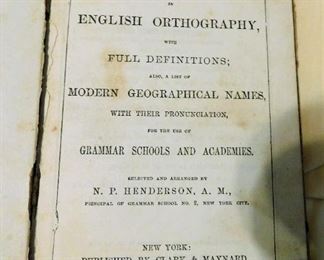 IN
ENGLISH ORTHOGRAPHY,
WITH
FULL DEFINITIONS;
ALSO, A LIST OF
MODERN GEOGRAPHICAL NAMES,
WITH THEIR PRONUNCIATION,
FOR THE USE OF
GRAMMAR SCHOOLS AND ACADEMIES.
SELECTED AND ARRANGED BY
N. P. HENDERSON, A. M.,
PRINCIPAL OF GRAMMAR SCHOOL NO. 2, NEW YORK CITY.
NEW YORK:
PUBLISHED BY CLARK & MAYNARD